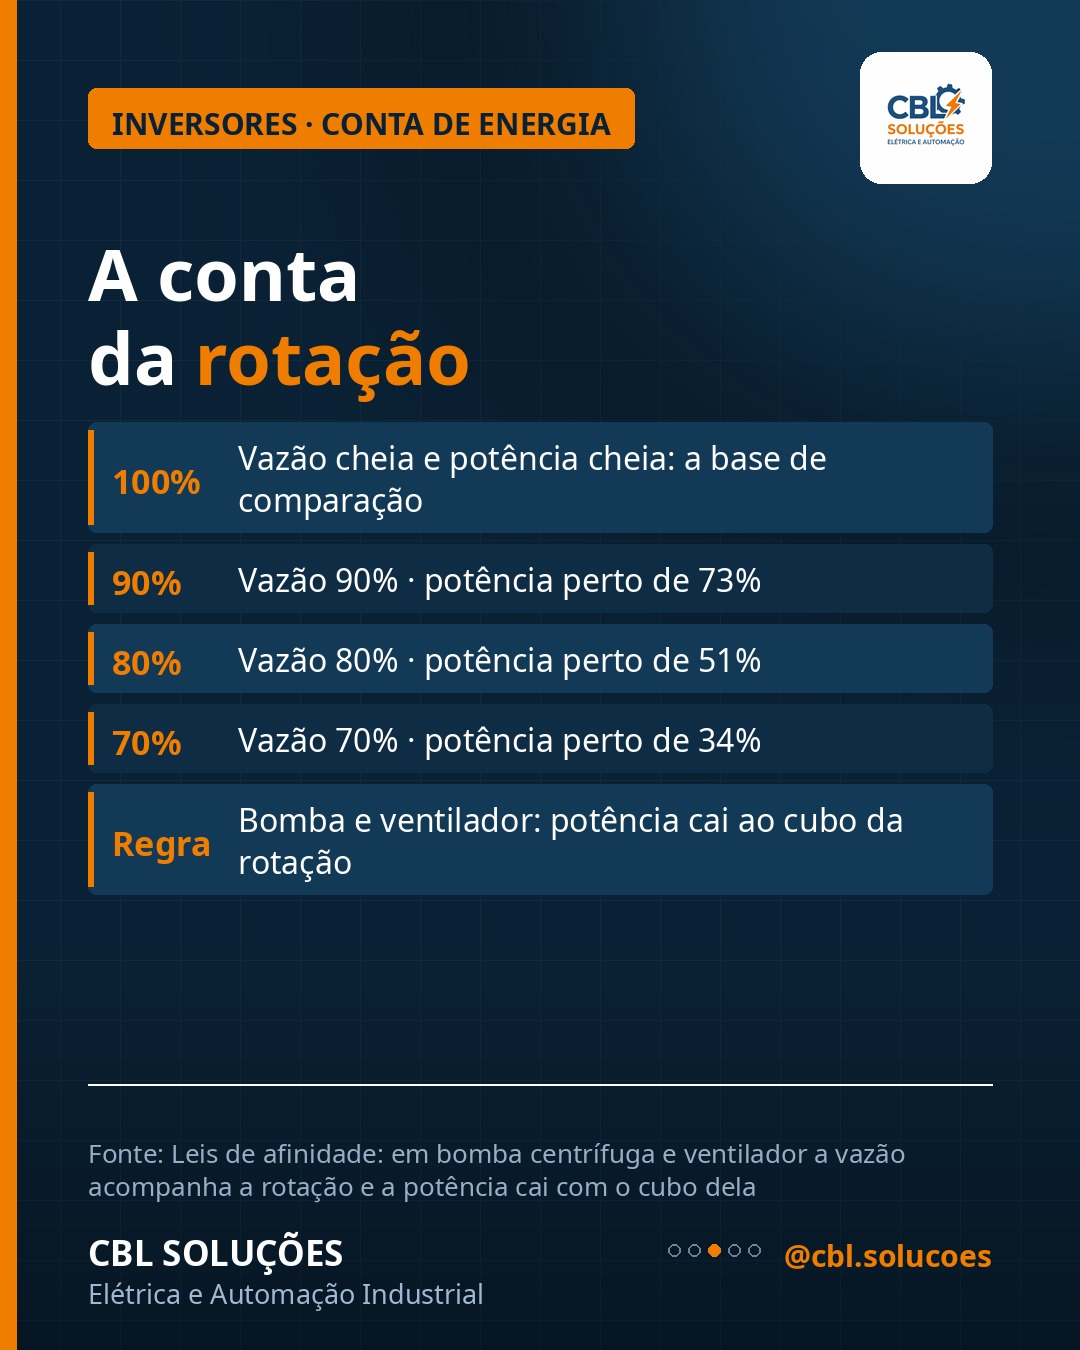 INVERSORES · CONTA DE ENERGIA
CBL
SOLUÇÕES
ELÉTRICA E AUTOMAÇÃO
A conta
da rotação
100%
Vazão cheia e potência cheia: a base de
comparação
90%
Vazão 90% · potência perto de 73%
80%
Vazão 80% · potência perto de 51%
70%
Vazão 70% · potência perto de 34%
Regra
Bomba e ventilador: potência cai ao cubo da
rotação
Fonte: Leis de afinidade: em bomba centrífuga e ventilador a vazão
acompanha a rotação e a potência cai com o cubo dela
CBL SOLUÇÕES
@cbl.solucoes
Elétrica e Automação Industrial